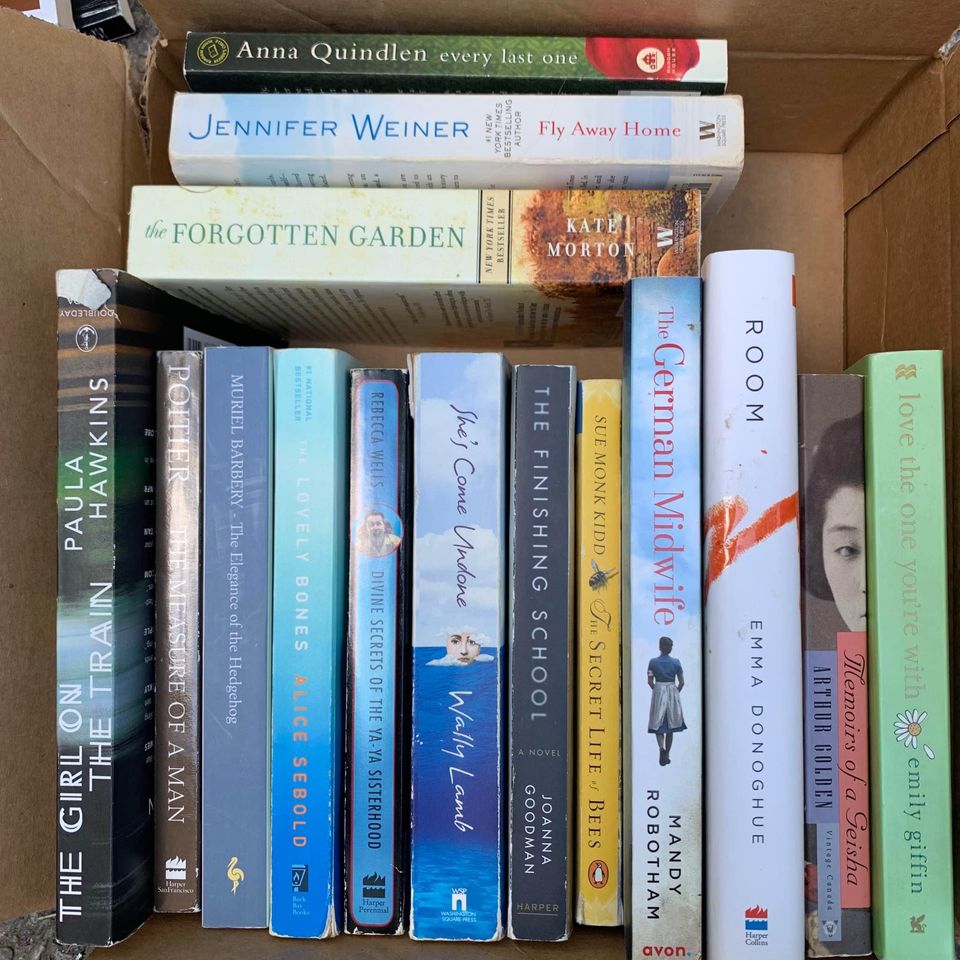 Anna Quindlen every last one
JENNIFER WEINER
#1 NEW
YORK TIMES
BESTSELLING
AUTHOR
Fly Away Home
the FORGOTTEN GARDEN
NEW YORK TIMES
BESTSELLER
KATE
MORTON
DOUBLEDAY
PAULA
HAWKINS
THE GIRL ON
THE TRAIN
POITIER THE MEASURE OF A MAN
Harper
SanFrancisco
MURIEL BARBERY - The Elegance of the Hedgehog
#1 NATIONAL
BESTSELLER
THE LOVELY BONES ALICE SEBOLD
Back
Bay
Books
REBECCA WELLS DIVINE SECRETS OF THE YA-YA SISTERHOOD
Harper
Perennial
She's Come Undone Wally Lamb
WSP
WASHINGTON
SQUARE PRESS
THE FINISHING SCHOOL
A NOVEL
JOANNA
GOODMAN
HARPER
SUE MONK KIDD THE SECRET LIFE of BEES
The German Midwife
MANDY
ROBOTHAM
avon.
ROOM
EMMA DONOGHUE
Harper
Collins
Memoirs of a Geisha
ARTHUR GOLDEN
Vintage Canada
love the one you're with emily giffin